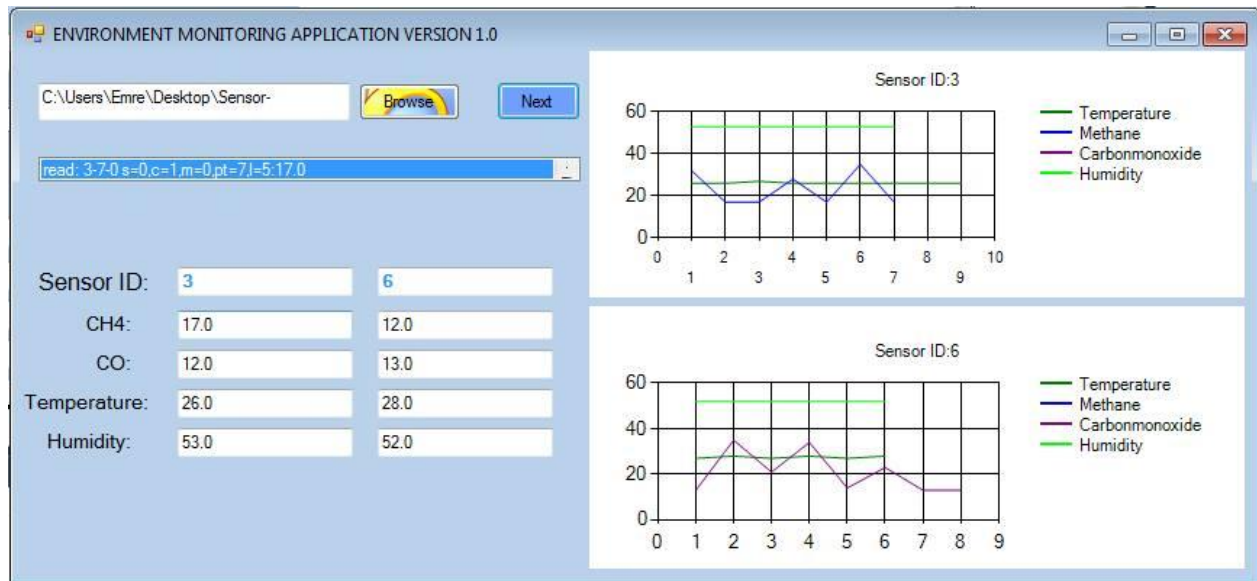 ENVIRONMENT MONITORING APPLICATION VERSION 1.0
C:\Users\Emre\Desktop\Sensor-
Browse
Next
read: 3-7-0 s=0,c=1,m=0,pt=7,l=5:17.0
Sensor ID: 3 6
CH4: 17.0 12.0
CO: 12.0 13.0
Temperature: 26.0 28.0
Humidity: 53.0 52.0
Sensor ID:3
60
40
20
0
0 2 4 6 8 10
1 3 5 7 9
Temperature
Methane
Carbonmonoxide
Humidity
Sensor ID:6
60
40
20
0
0 1 2 3 4 5 6 7 8 9
Temperature
Methane
Carbonmonoxide
Humidity